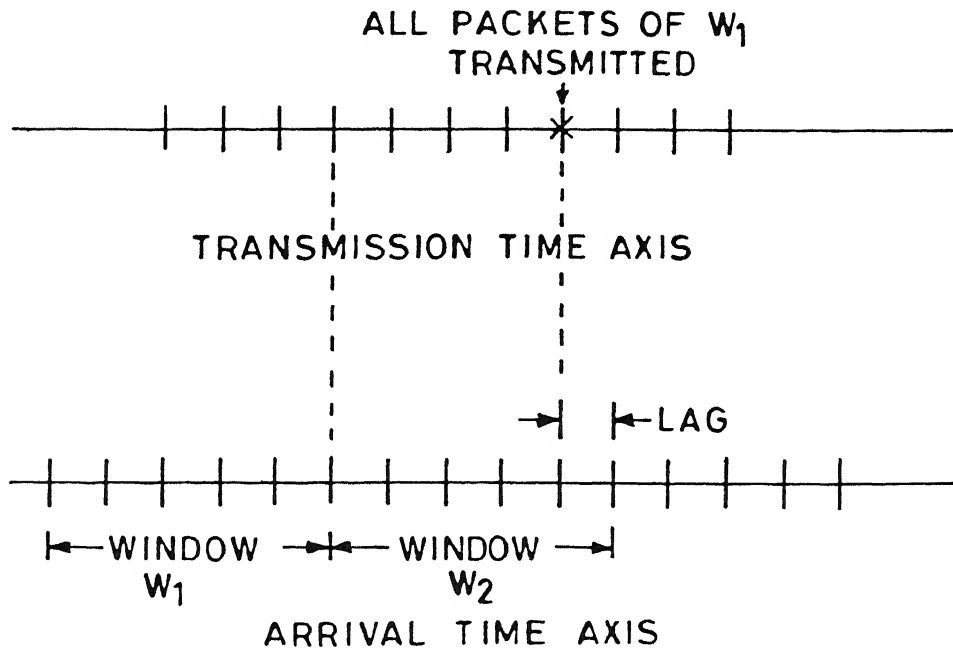 ALL PACKETS OF W1
TRANSMITTED
TRANSMISSION TIME AXIS
LAG
WINDOW
W1
WINDOW
W2
ARRIVAL TIME AXIS